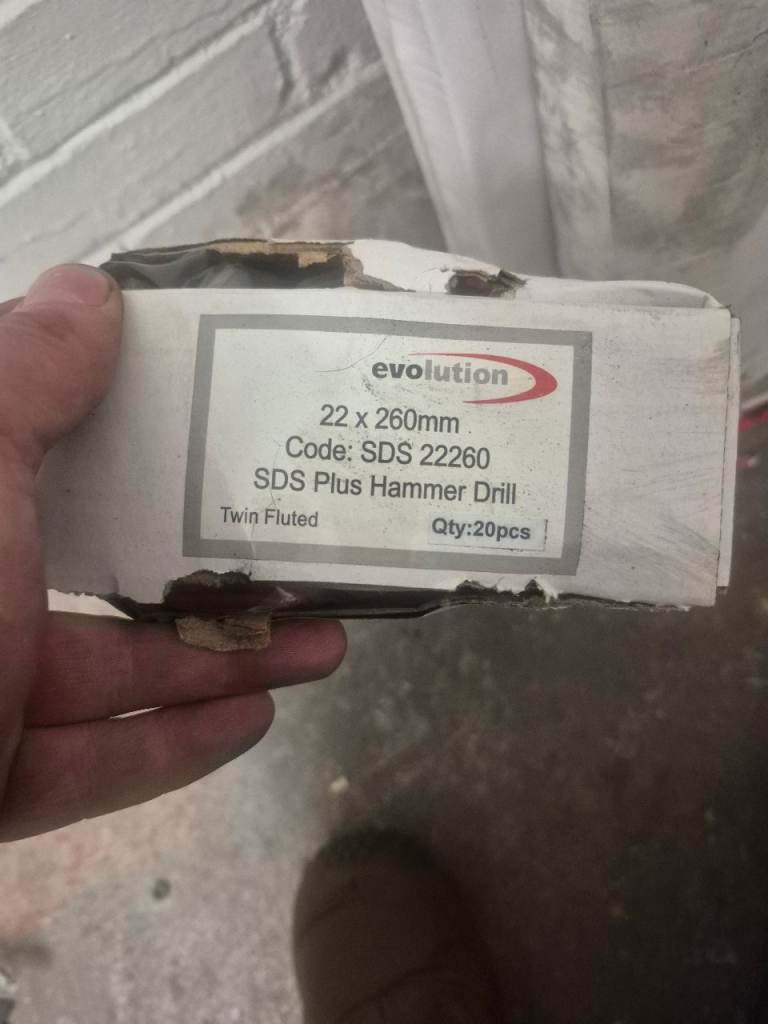 evolution
22 x 260mm
Code: SDS 22260
SDS Plus Hammer Drill
Twin Fluted
Qty:20pcs